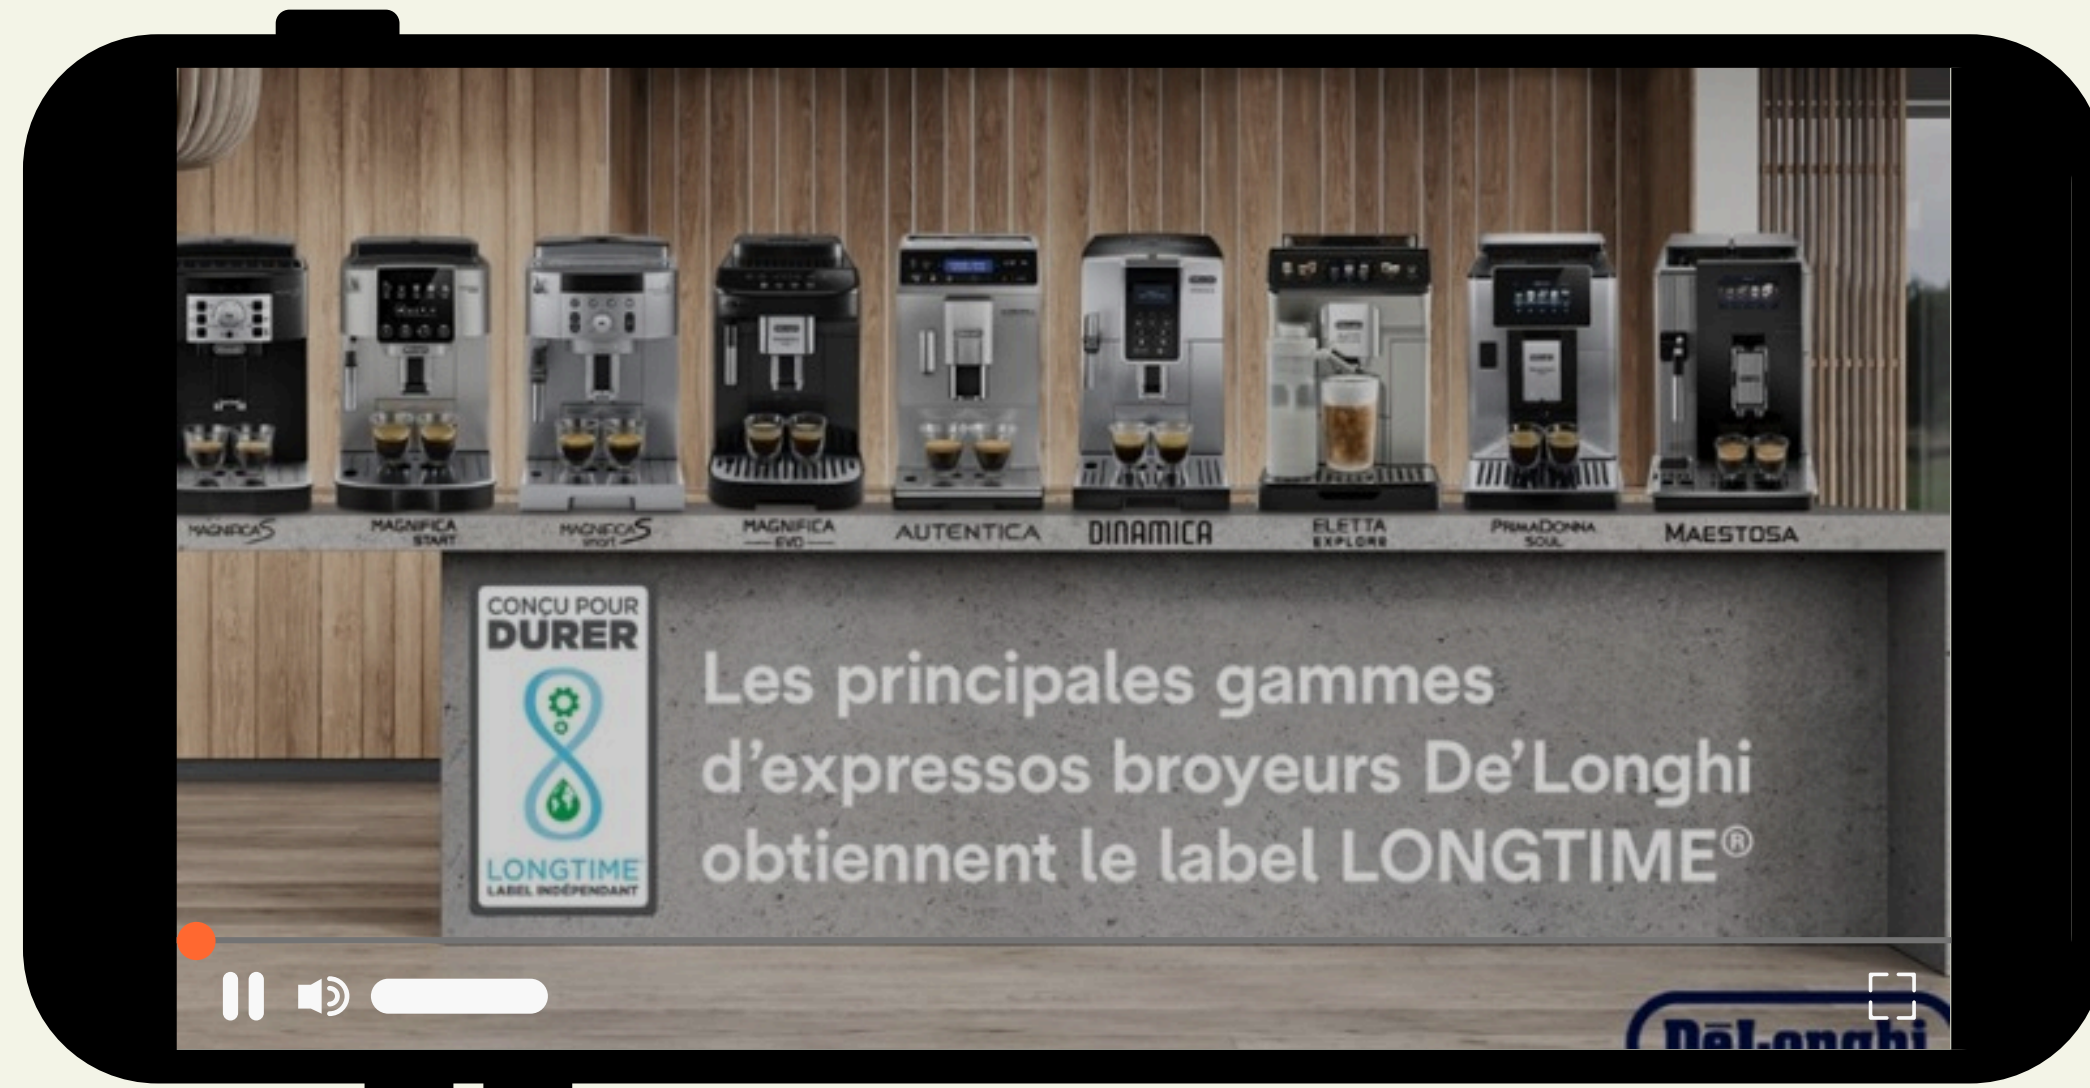 MAGNIFICA S
MAGNIFICA
START
MAGNIFICA S
smart
MAGNIFICA
EVO
AUTENTICA
DINAMICA
ELETTA
EXPLORE
PRIMADONNA
SOUL
MAESTOSA
CONÇU POUR
DURER
LONGTIME
LABEL INDÉPENDANT
Les principales gammes
d’expressos broyeurs De’Longhi
obtiennent le label LONGTIME®
DēLonghi